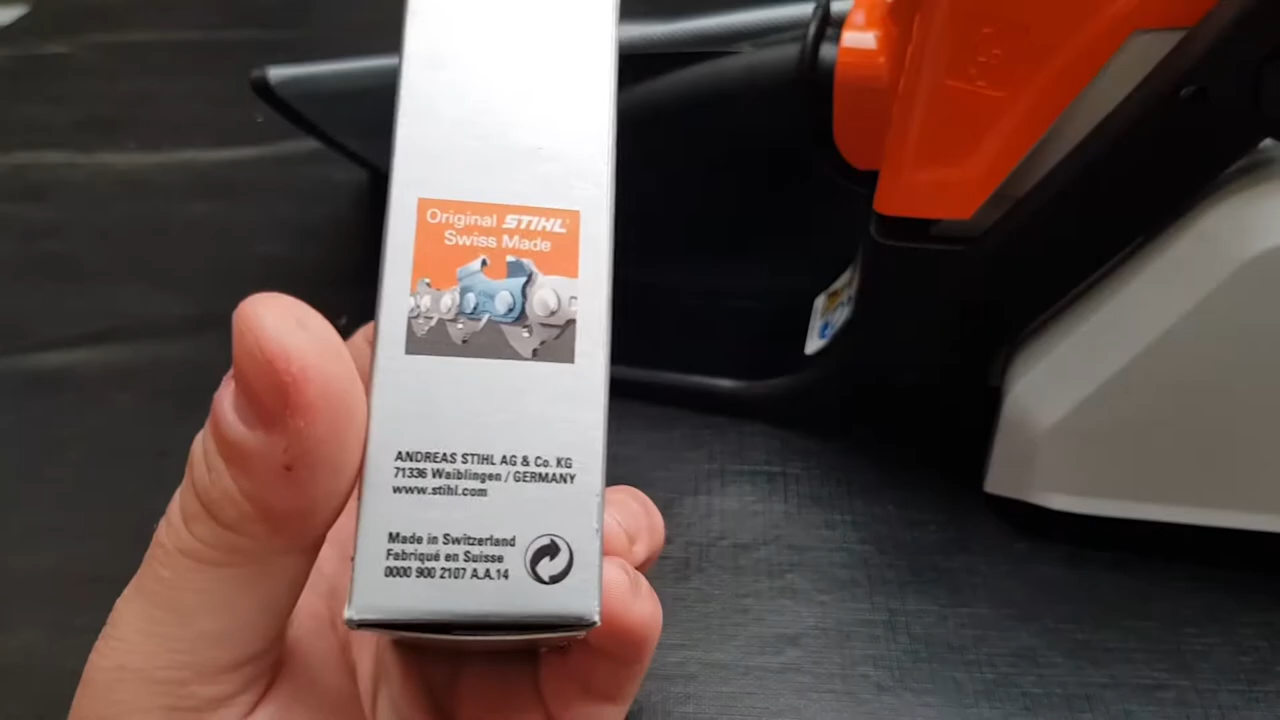 Original STIHL
Swiss Made
ANDREAS STIHL AG & Co. KG
71336 Waiblingen / GERMANY
www.stihl.com
Made in Switzerland
Fabriqué en Suisse
0000 900 2107 A.A.14